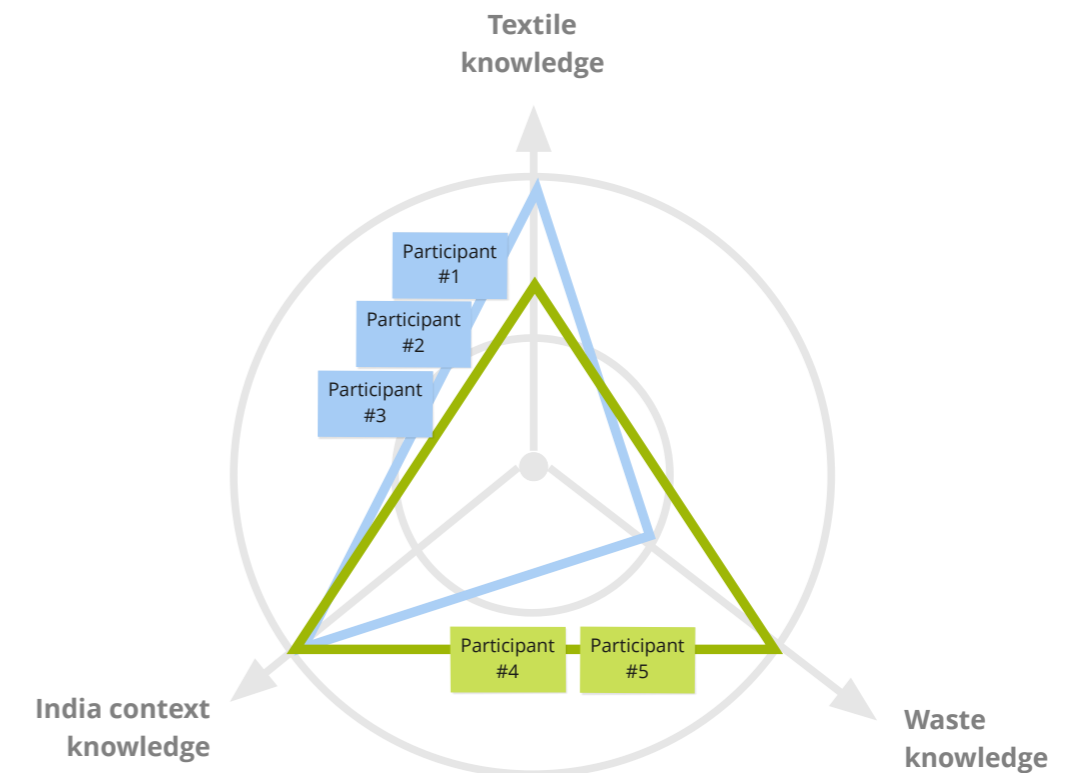 Textile
knowledge
Participant
#1
Participant
#2
Participant
#3
Participant
#4
Participant
#5
India context
knowledge
Waste
knowledge